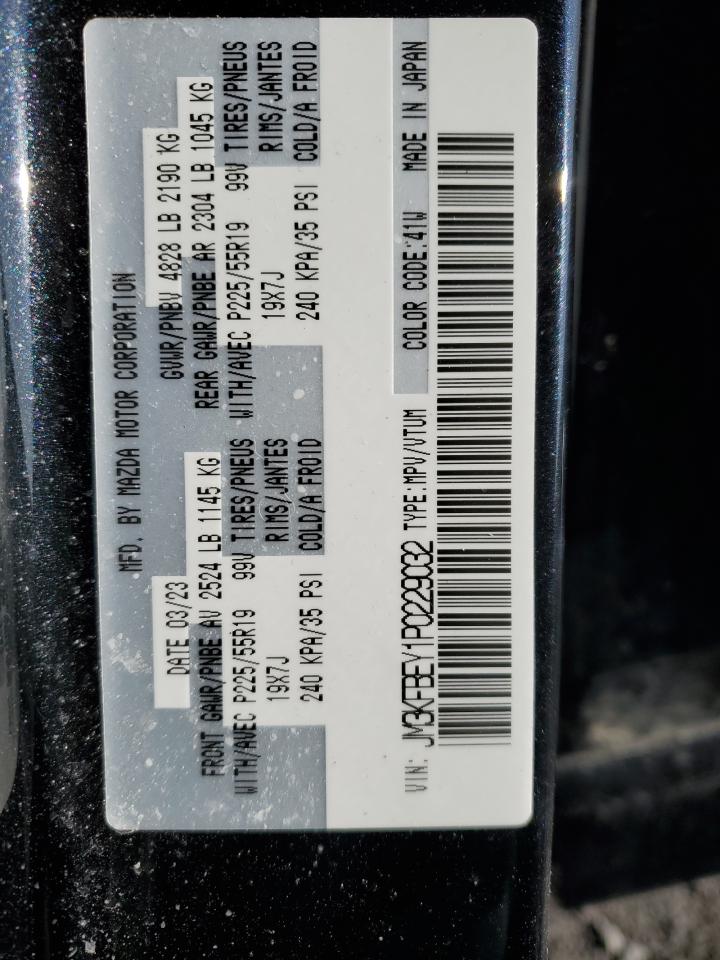 MFD. BY MAZDA MOTOR CORPORATION
DATE 03/23 GVWR/PNBV 4828 LB 2190 KG
FRONT GAWR/PNBE AV 2524 LB 1145 KG REAR GAWR/PNBE AR 2304 LB 1045 KG
WITH/AVEC P225/55R19 99V TIRES/PNEUS WITH/AVEC P225/55R19 99V TIRES/PNEUS
19X7J RIMS/JANTES 19X7J RIMS/JANTES
240 KPA/35 PSI COLD/A FROID 240 KPA/35 PSI COLD/A FROID
VIN: JM3KFBEY1P0229032 TYPE:MPV/VTUM COLOR CODE:41W MADE IN JAPAN